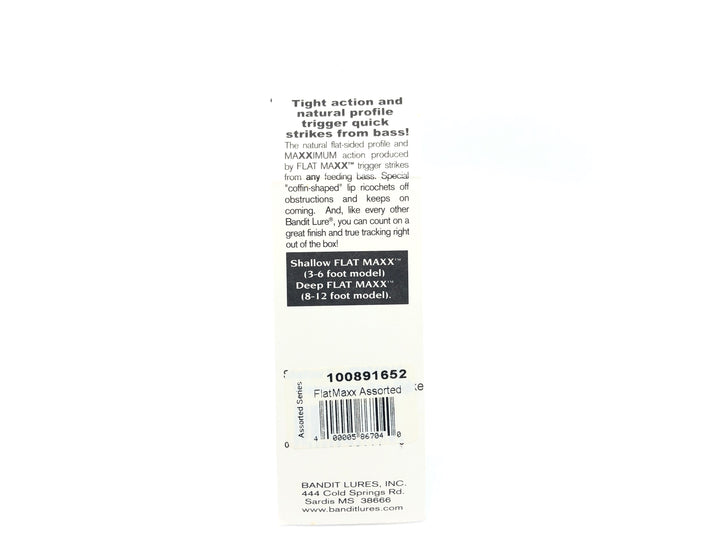 Tight action and
natural profile
trigger quick
strikes from bass!
The natural flat-sided profile and
MAXXIMUM action produced
by FLAT MAXX™ trigger strikes
from any feeding bass. Special
"coffin-shaped" lip ricochets off
obstructions and keeps on
coming. And, like every other
Bandit Lure®, you can count on a
great finish and true tracking right
out of the box!
Shallow FLAT MAXX™
(3-6 foot model)
Deep FLAT MAXX™
(8-12 foot model).
100891652
FlatMaxx Assorted
Assorted Series
4 00005 86704 0
BANDIT LURES, INC.
444 Cold Springs Rd.
Sardis MS 38666
www.banditlures.com